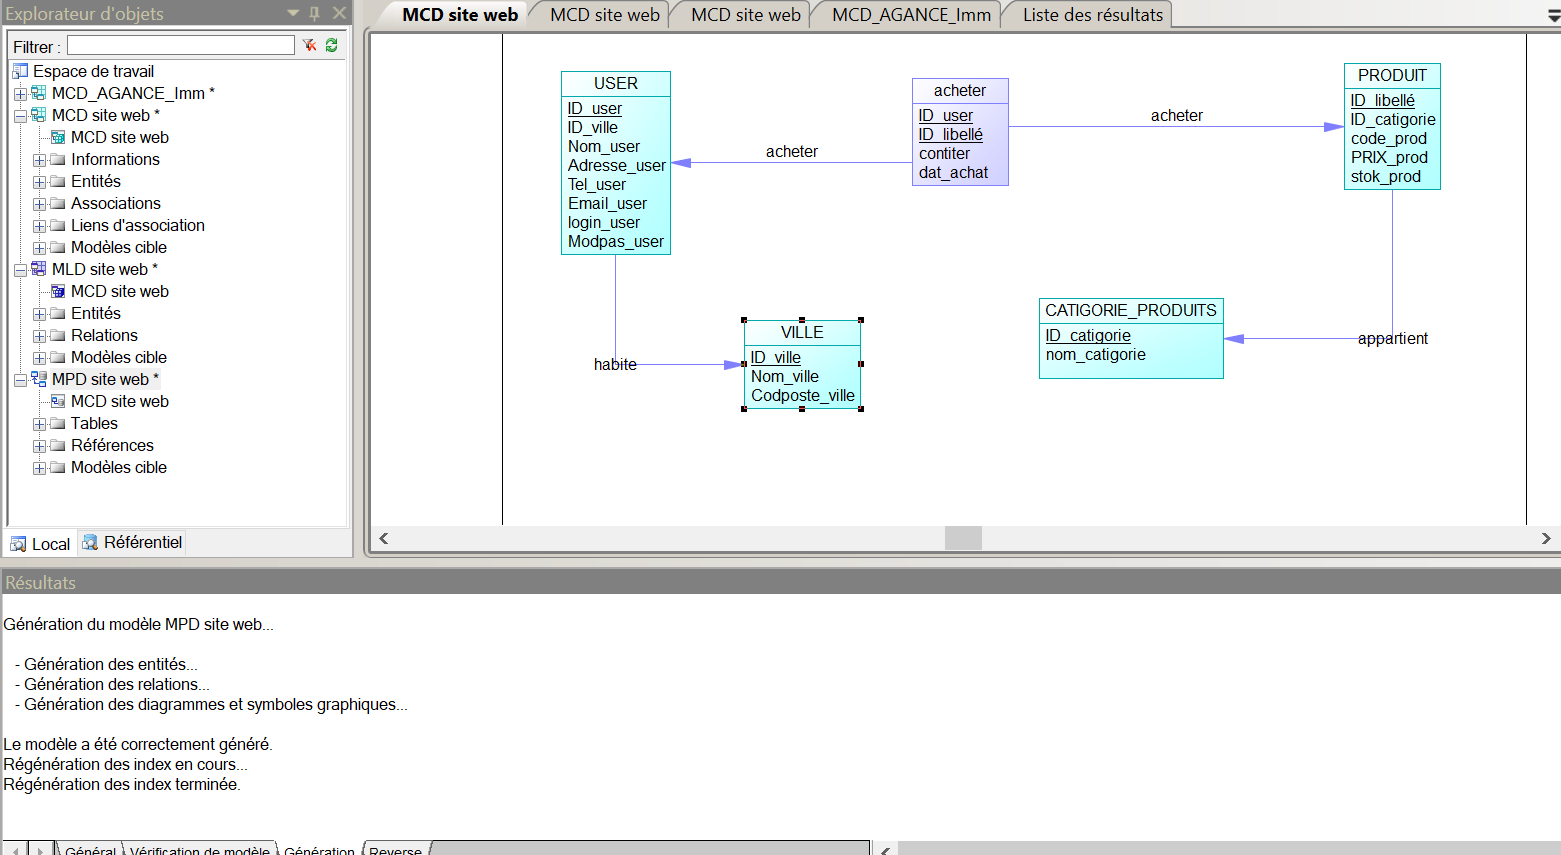 Explorateur d'objets
Filtrer :
Espace de travail
MCD_AGANCE_Imm *
MCD site web *
MCD site web
Informations
Entités
Associations
Liens d'association
Modèles cible
MLD site web *
MCD site web
Entités
Relations
Modèles cible
MPD site web *
MCD site web
Tables
Références
Modèles cible
Local
Référentiel
MCD site web
MCD site web
MCD site web
MCD_AGANCE_Imm
Liste des résultats
USER
ID_user
ID_ville
Nom_user
Adresse_user
Tel_user
Email_user
login_user
Modpas_user
acheter
acheter
ID_user
ID_libellé
contiter
dat_achat
acheter
PRODUIT
ID_libellé
ID_catigorie
code_prod
PRIX_prod
stok_prod
habite
VILLE
ID_ville
Nom_ville
Codposte_ville
CATIGORIE_PRODUITS
ID_catigorie
nom_catigorie
appartient
Résultats
Génération du modèle MPD site web...
- Génération des entités...
- Génération des relations...
- Génération des diagrammes et symboles graphiques...
Le modèle a été correctement généré.
Régénération des index en cours...
Régénération des index terminée.
Général
Vérification de modèle
Génération
Reverse